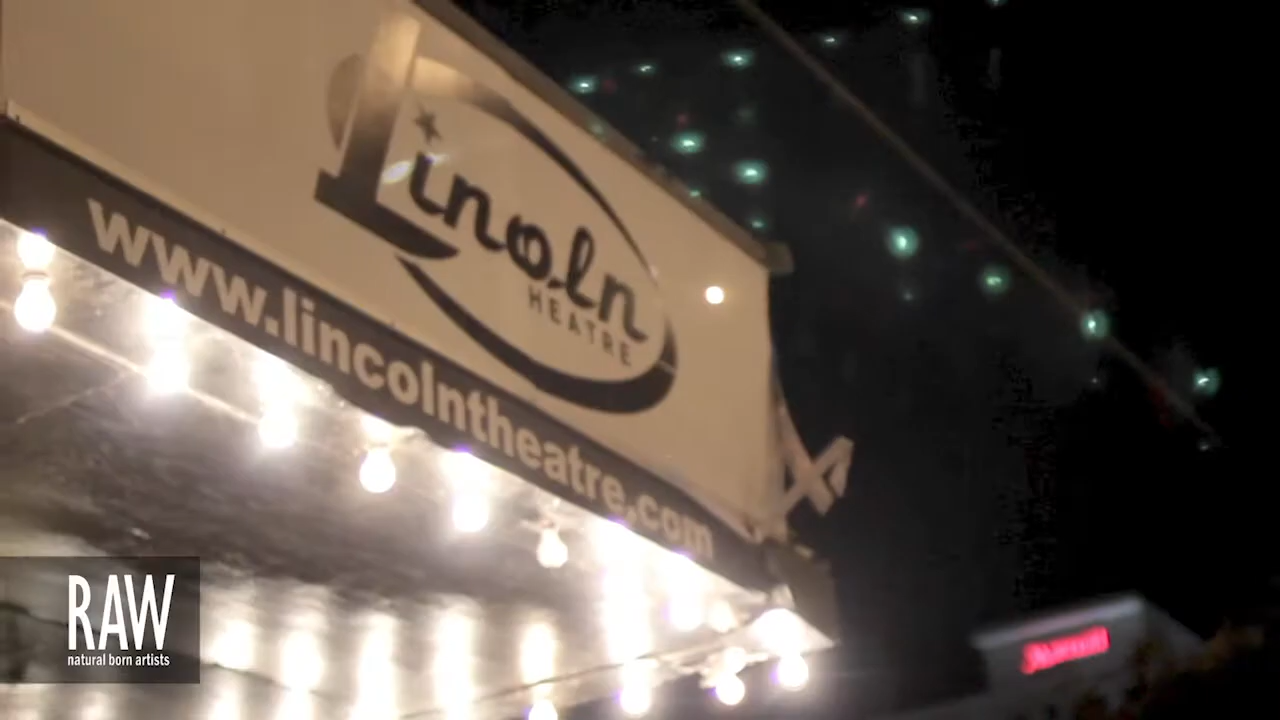 Lincoln
THEATRE
www.lincolntheatre.com
RAW
natural born artists